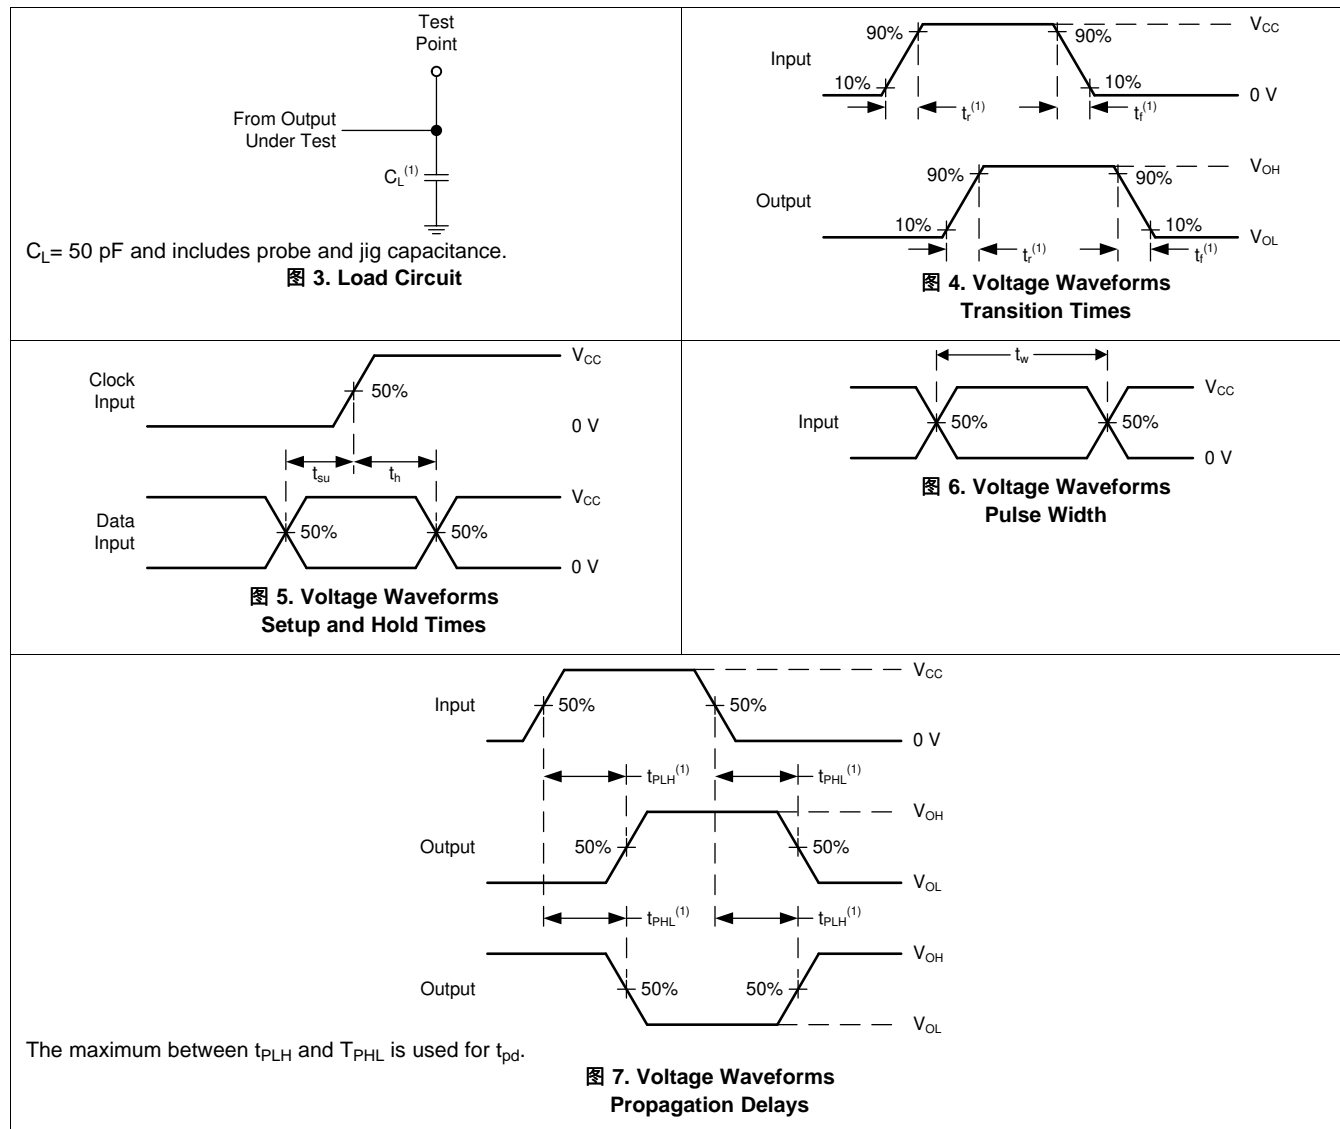 Test
Point
From Output
Under Test
C_L^(1)
C_L= 50 pF and includes probe and jig capacitance.
图 3. Load Circuit
V_CC
90%
90%
Input
10%
10%
0 V
t_r^(1)
t_f^(1)
V_OH
90%
90%
Output
10%
10%
V_OL
t_r^(1)
t_f^(1)
图 4. Voltage Waveforms
Transition Times
V_CC
Clock
Input
50%
0 V
t_su
t_h
V_CC
Data
Input
50%
50%
0 V
图 5. Voltage Waveforms
Setup and Hold Times
t_w
V_CC
Input
50%
50%
0 V
图 6. Voltage Waveforms
Pulse Width
V_CC
Input
50%
50%
0 V
t_PLH^(1)
t_PHL^(1)
V_OH
Output
50%
50%
V_OL
t_PHL^(1)
t_PLH^(1)
V_OH
Output
50%
50%
V_OL
The maximum between t_PLH and T_PHL is used for t_pd.
图 7. Voltage Waveforms
Propagation Delays